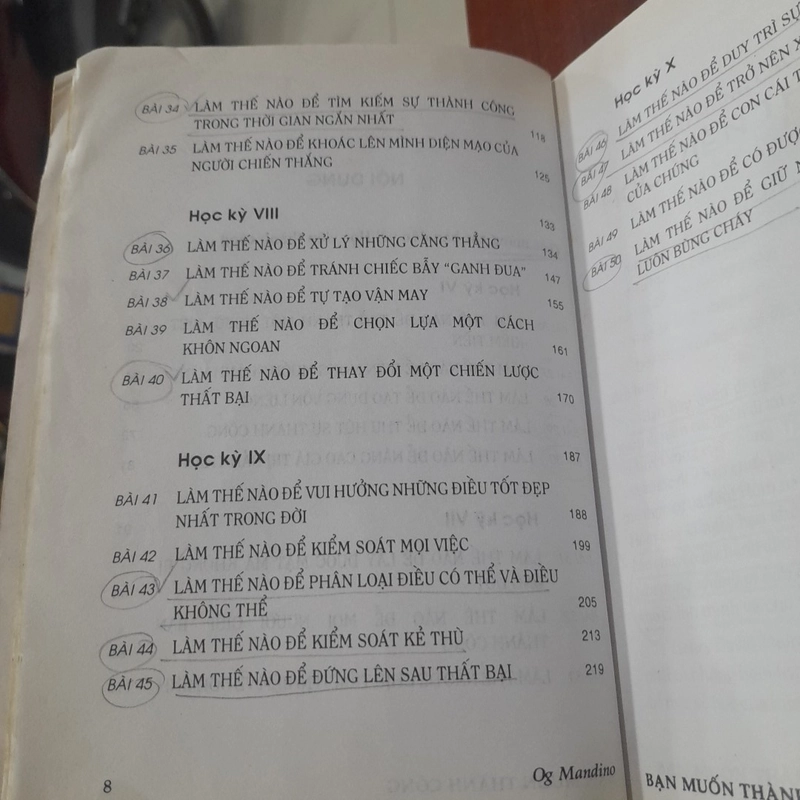 BÀI 34 LÀM THẾ NÀO ĐỂ TÌM KIẾM SỰ THÀNH CÔNG
TRONG THỜI GIAN NGẮN NHẤT 118
BÀI 35 LÀM THẾ NÀO ĐỂ KHOÁC LÊN MÌNH DIỆN MẠO CỦA
NGƯỜI CHIẾN THẮNG 125
Học kỳ VIII 133
BÀI 36 LÀM THẾ NÀO ĐỂ XỬ LÝ NHỮNG CĂNG THẲNG 134
BÀI 37 LÀM THẾ NÀO ĐỂ TRÁNH CHIẾC BẪY “GANH ĐUA” 147
BÀI 38 LÀM THẾ NÀO ĐỂ TỰ TẠO VẬN MAY 155
BÀI 39 LÀM THẾ NÀO ĐỂ CHỌN LỰA MỘT CÁCH
KHÔN NGOAN 161
BÀI 40 LÀM THẾ NÀO ĐỂ THAY ĐỔI MỘT CHIẾN LƯỢC
THẤT BẠI 170
Học kỳ IX 187
BÀI 41 LÀM THẾ NÀO ĐỂ VUI HƯỞNG NHỮNG ĐIỀU TỐT ĐẸP
NHẤT TRONG ĐỜI 188
BÀI 42 LÀM THẾ NÀO ĐỂ KIỂM SOÁT MỌI VIỆC 199
BÀI 43 LÀM THẾ NÀO ĐỂ PHÂN LOẠI ĐIỀU CÓ THỂ VÀ ĐIỀU
KHÔNG THỂ 205
BÀI 44 LÀM THẾ NÀO ĐỂ KIỂM SOÁT KẺ THÙ 213
BÀI 45 LÀM THẾ NÀO ĐỂ ĐỨNG LÊN SAU THẤT BẠI 219
8 Og Mandino
Học kỳ X
BÀI 46 LÀM THẾ NÀO ĐỂ DUY TRÌ SỰ
BÀI 47 LÀM THẾ NÀO ĐỂ TRỞ NÊN
BÀI 48 LÀM THẾ NÀO ĐỂ CON CÁI
CỦA CHÚNG
BÀI 49 LÀM THẾ NÀO ĐỂ CÓ ĐƯỢC
BÀI 50 LÀM THẾ NÀO ĐỂ GIỮ
LUÔN BÙNG CHÁY
BẠN MUỐN THÀNH